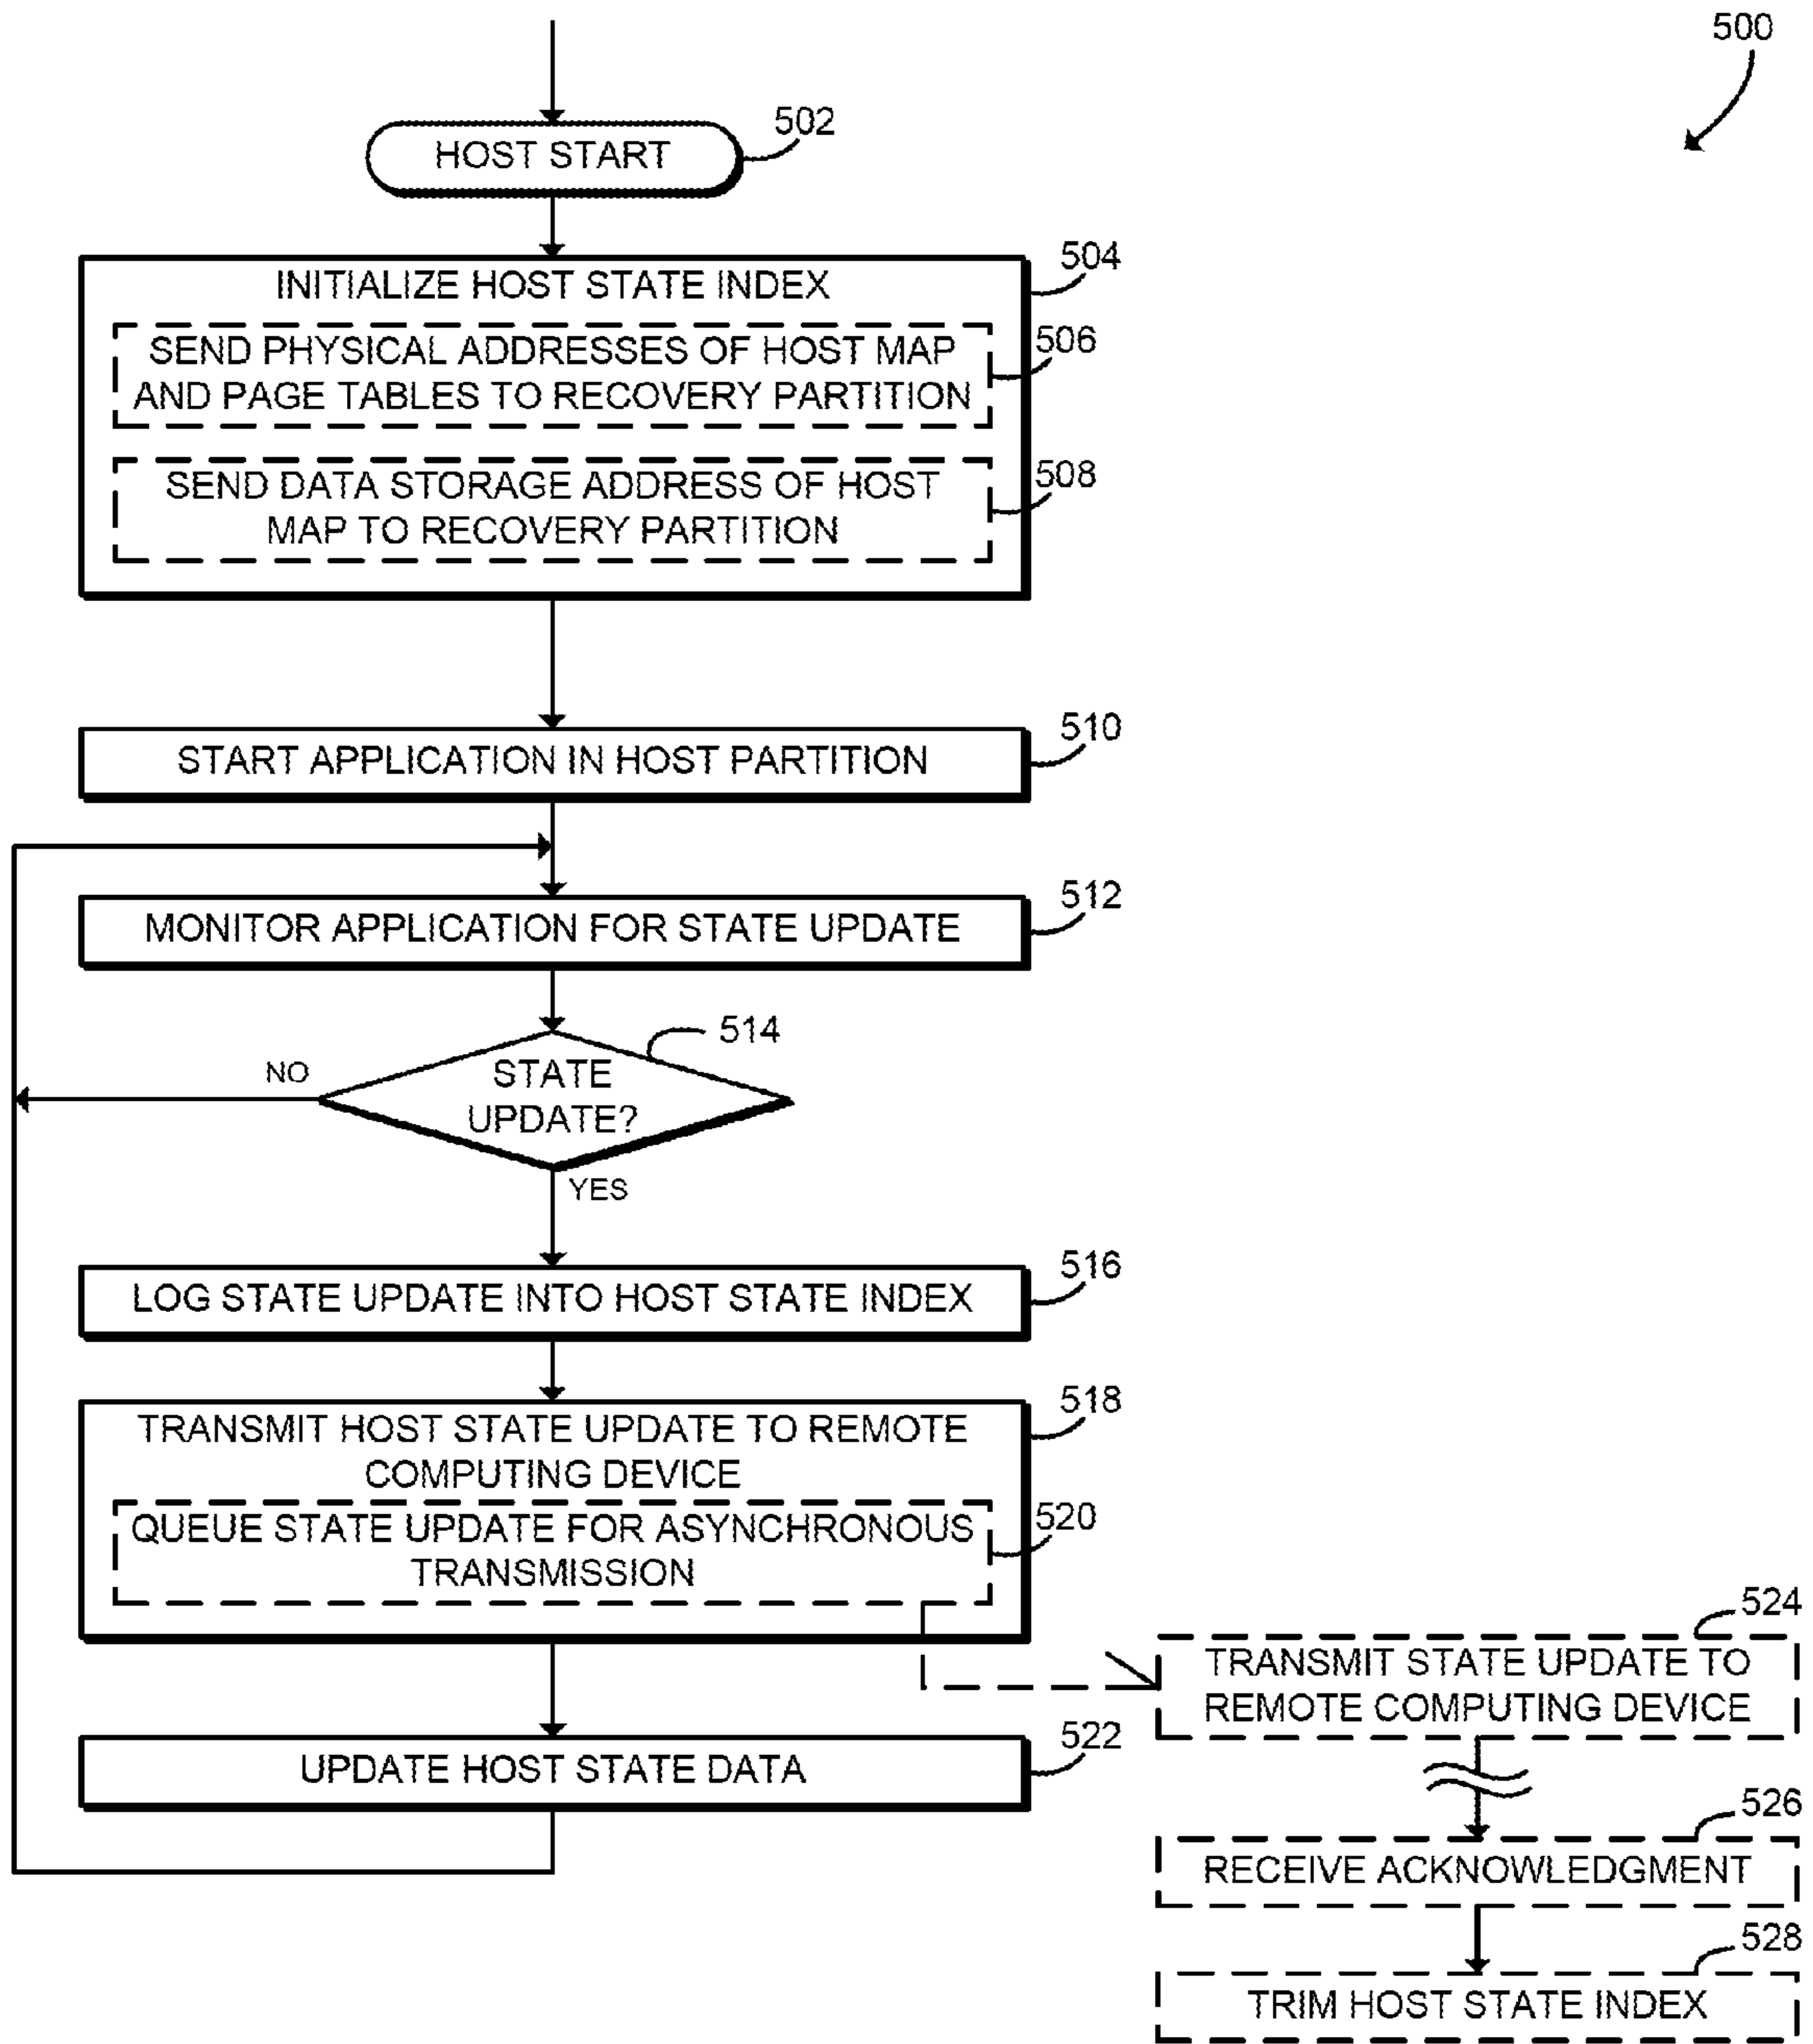 500
502
HOST START
504
INITIALIZE HOST STATE INDEX
506
SEND PHYSICAL ADDRESSES OF HOST MAP
AND PAGE TABLES TO RECOVERY PARTITION
508
SEND DATA STORAGE ADDRESS OF HOST
MAP TO RECOVERY PARTITION
510
START APPLICATION IN HOST PARTITION
512
MONITOR APPLICATION FOR STATE UPDATE
514
STATE
UPDATE?
NO
YES
516
LOG STATE UPDATE INTO HOST STATE INDEX
518
TRANSMIT HOST STATE UPDATE TO REMOTE
COMPUTING DEVICE
520
QUEUE STATE UPDATE FOR ASYNCHRONOUS
TRANSMISSION
522
UPDATE HOST STATE DATA
524
TRANSMIT STATE UPDATE TO
REMOTE COMPUTING DEVICE
526
RECEIVE ACKNOWLEDGMENT
528
TRIM HOST STATE INDEX